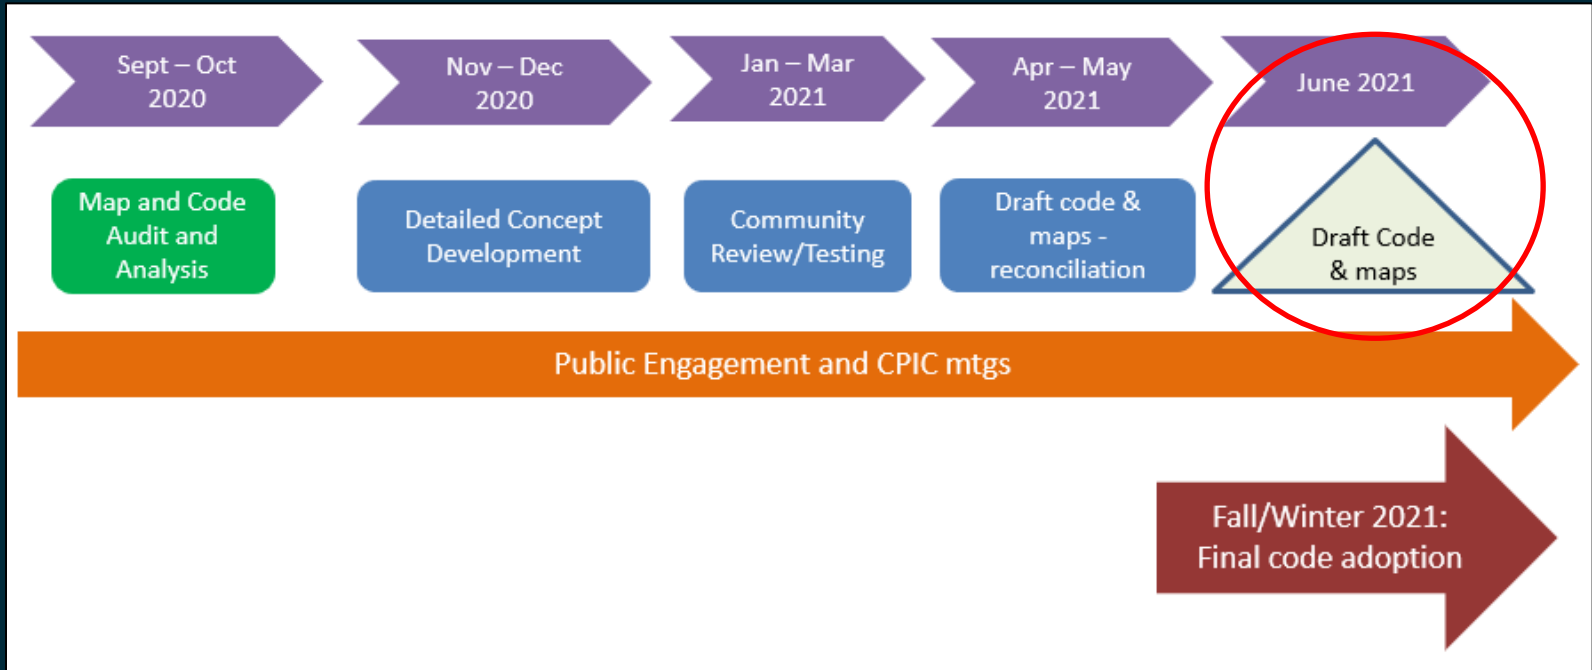 Sept – Oct
2020
Nov – Dec
2020
Jan – Mar
2021
Apr – May
2021
June 2021
Map and Code
Audit and
Analysis
Detailed Concept
Development
Community
Review/Testing
Draft code &
maps -
reconciliation
Draft Code
& maps
Public Engagement and CPIC mtgs
Fall/Winter 2021:
Final code adoption